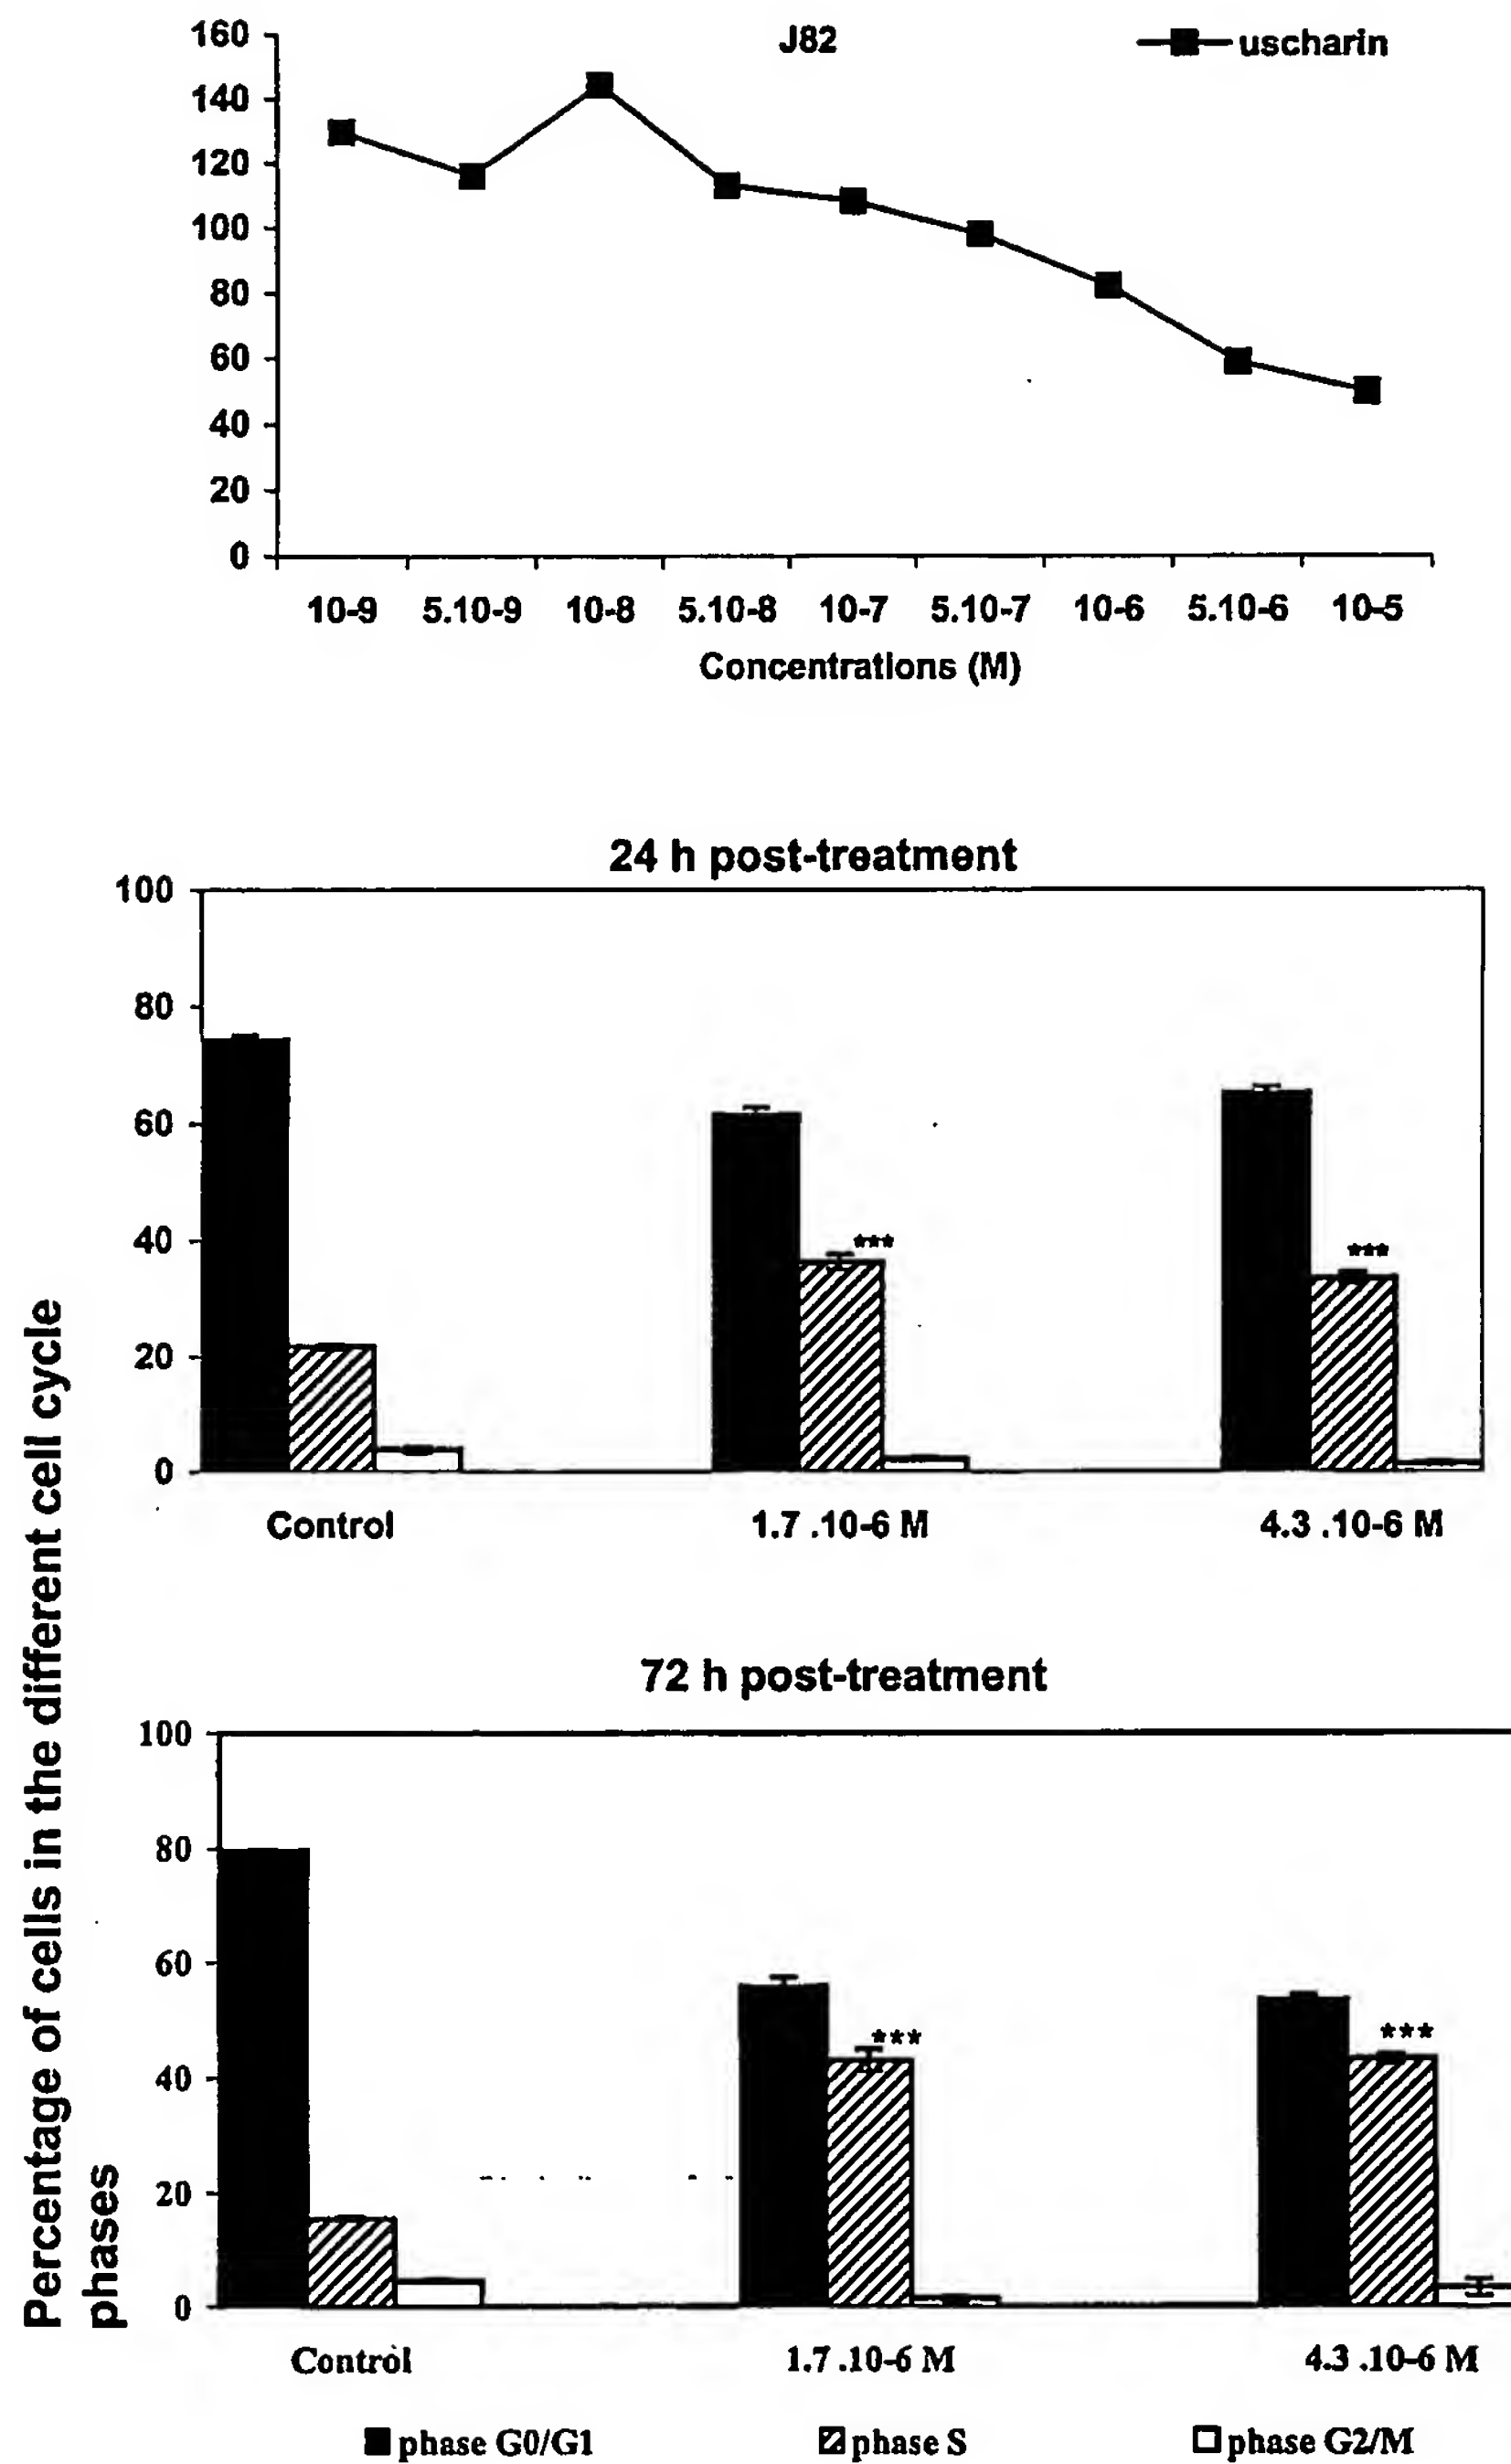 J82
uscharin
160
140
120
100
80
60
40
20
0
10-9 5.10-9 10-8 5.10-8 10-7 5.10-7 10-6 5.10-6 10-5
Concentrations (M)
Percentage of cells in the different cell cycle
phases
24 h post-treatment
100
80
60
40
20
0
***
***
Control 1.7 .10-6 M 4.3 .10-6 M
72 h post-treatment
100
80
60
40
20
0
***
***
Control 1.7 .10-6 M 4.3 .10-6 M
phase G0/G1 phase S phase G2/M